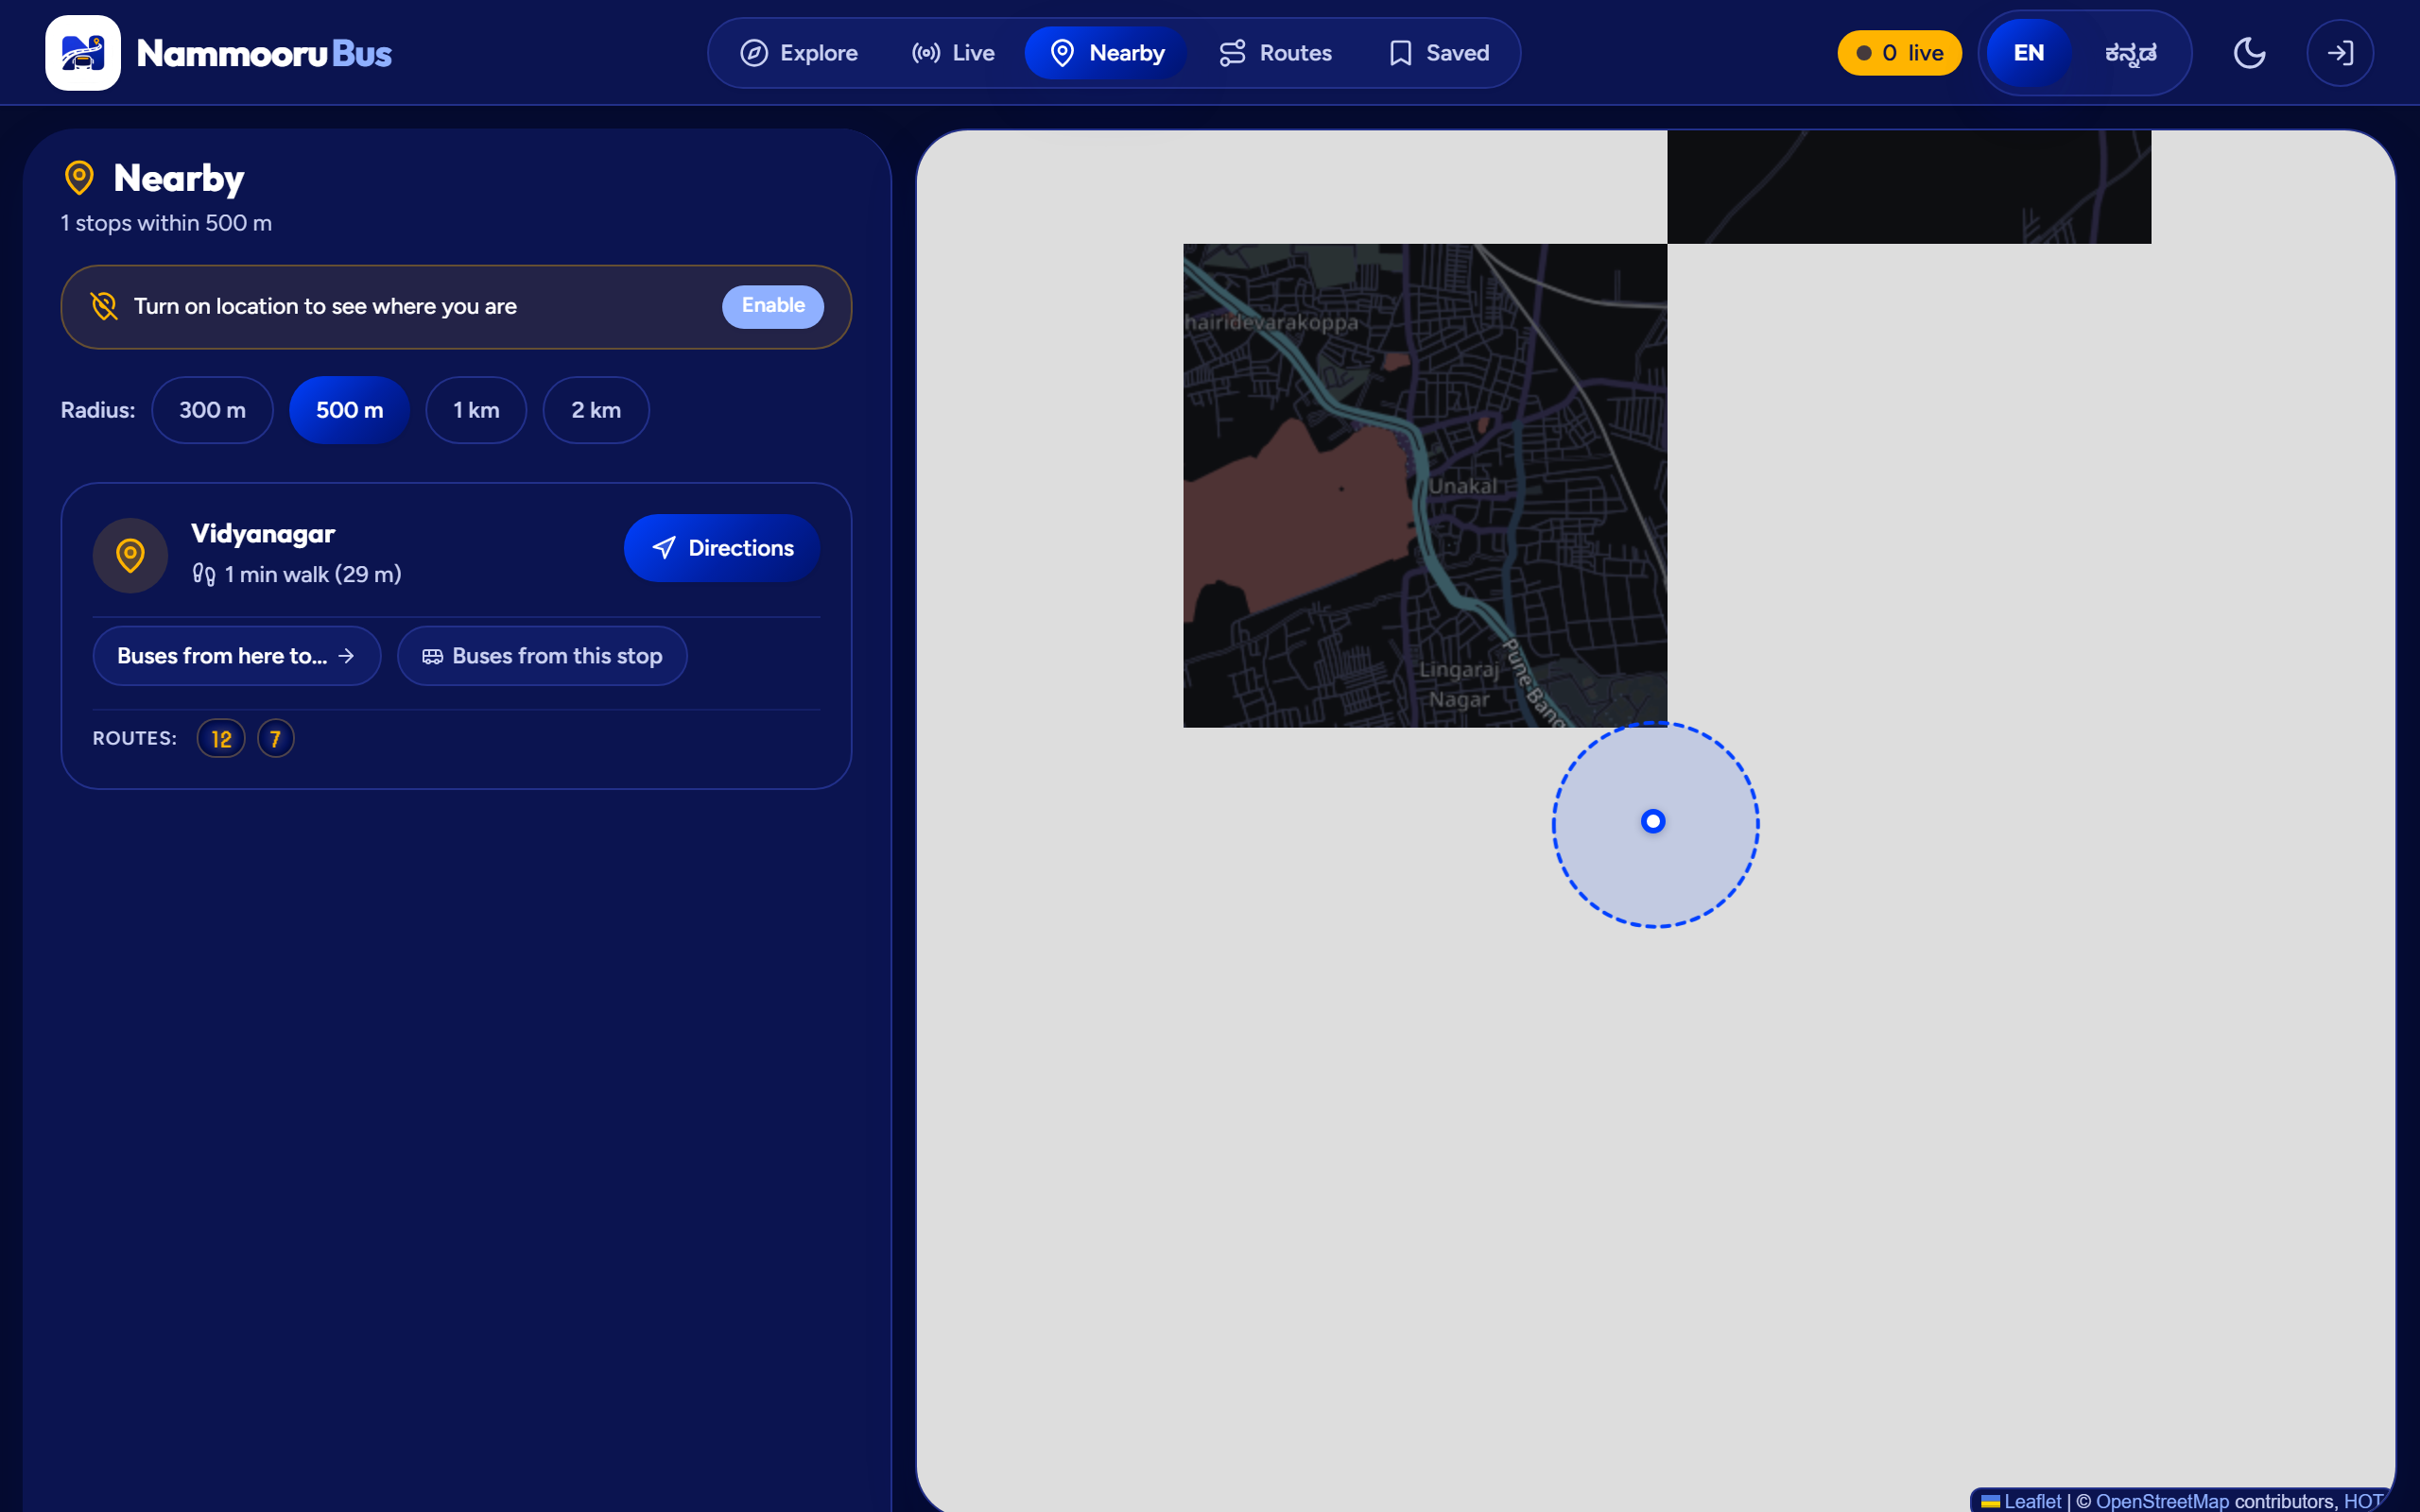 Nammooru Bus
Explore
Live
Nearby
Routes
Saved
0 live
EN
ಕನ್ನಡ
Nearby
1 stops within 500 m
Turn on location to see where you are
Enable
Radius:
300 m
500 m
1 km
2 km
Vidyanagar
1 min walk (29 m)
Directions
Buses from here to...
Buses from this stop
ROUTES:
12
7
hairidevarakoppa
Unakal
Lingaraj
Nagar
Pune-Bang
Leaflet | © OpenStreetMap contributors, HOT